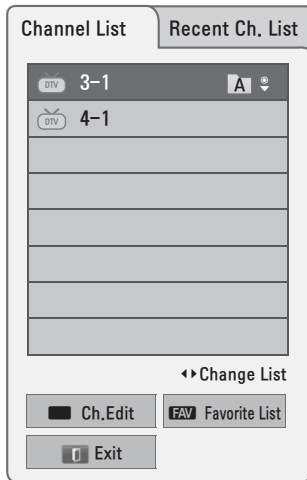 Channel List Recent Ch. List
DTV 3-1 A
DTV 4-1
Change List
Ch.Edit FAV Favorite List
Exit